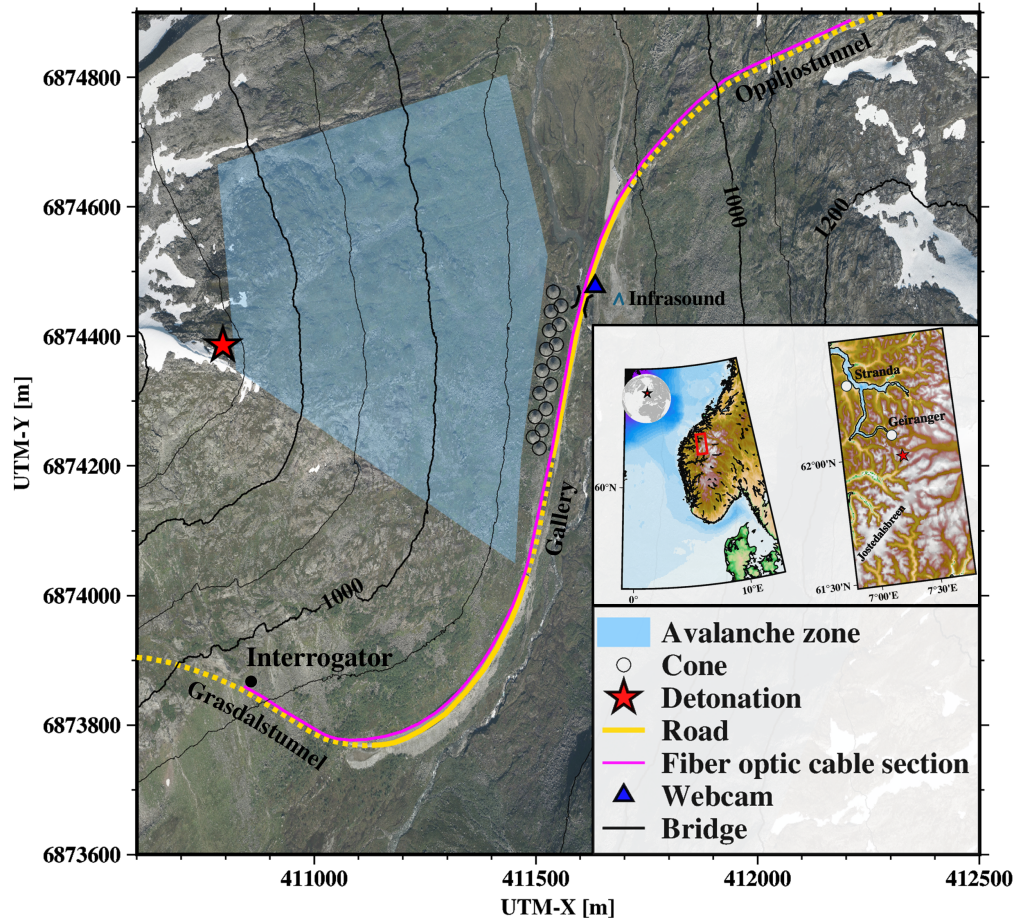 6874800
6874600
6874400
6874200
6874000
6873800
6873600
UTM-Y [m]
Oppljostunnel
1000
1200
Infrasound
Gallery
1000
Interrogator
Grasdalstunnel
60°N
0°
10°E
Stranda
Geiranger
62°00'N
Jostedalsbreen
61°30'N
7°00'E
7°30'E
Avalanche zone
Cone
Detonation
Road
Fiber optic cable section
Webcam
Bridge
411000
411500
412000
412500
UTM-X [m]